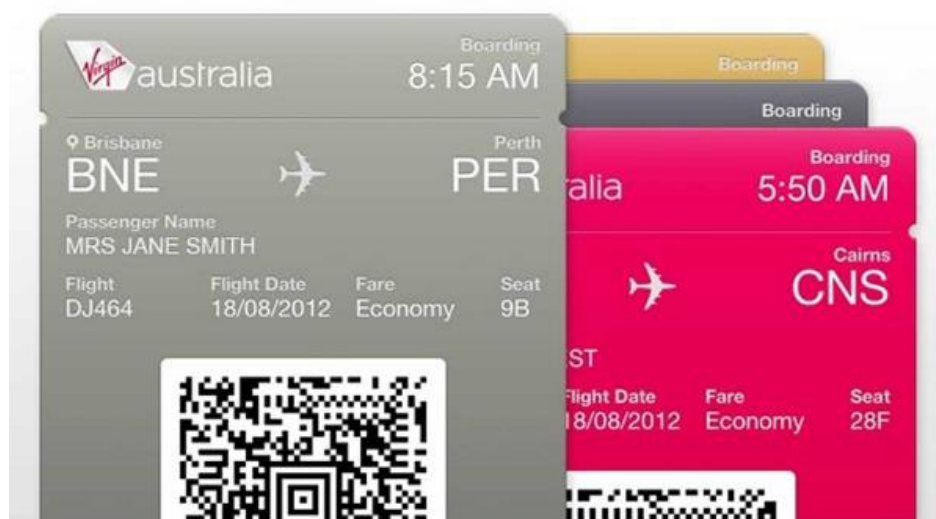 Virgin australia
Boarding
8:15 AM
Brisbane Perth
BNE PER
Passenger Name
MRS JANE SMITH
Flight Flight Date Fare Seat
DJ464 18/08/2012 Economy 9B
Boarding
Boarding
Boarding
alia 5:50 AM
Cairns
CNS
ST
Flight Date Fare Seat
18/08/2012 Economy 28F